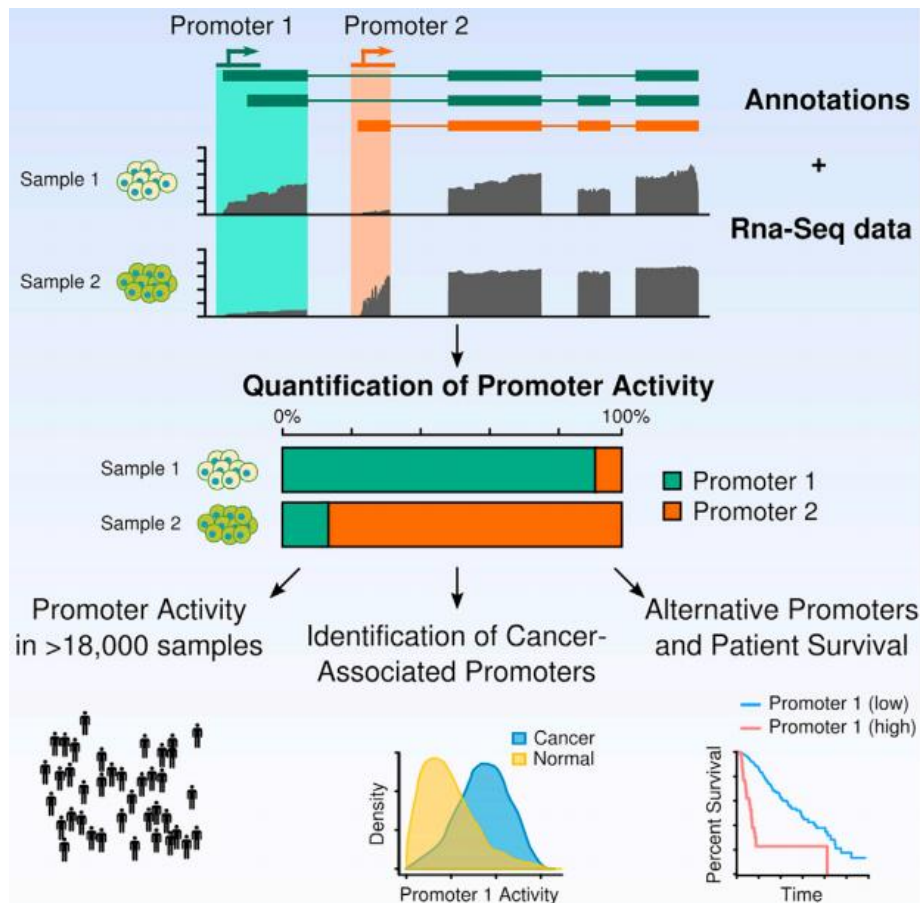 Promoter 1
Promoter 2
Annotations
+
Rna-Seq data
Sample 1
Sample 2
Quantification of Promoter Activity
0%
100%
Sample 1
Sample 2
Promoter 1
Promoter 2
Promoter Activity
in >18,000 samples
Identification of Cancer-
Associated Promoters
Alternative Promoters
and Patient Survival
Cancer
Normal
Density
Promoter 1 Activity
Promoter 1 (low)
Promoter 1 (high)
Percent Survival
Time